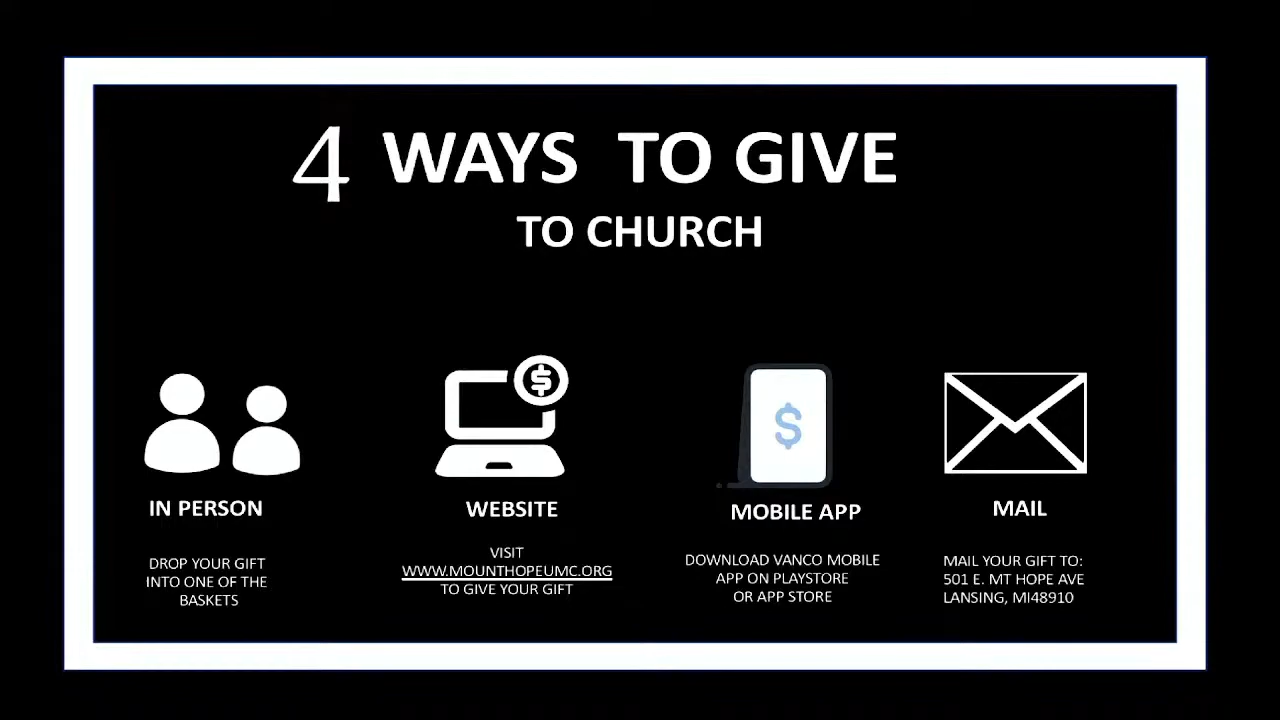 4 WAYS TO GIVE
TO CHURCH
$
$
IN PERSON
DROP YOUR GIFT
INTO ONE OF THE
BASKETS
WEBSITE
VISIT
WWW.MOUNTHOPEUMC.ORG
TO GIVE YOUR GIFT
MOBILE APP
DOWNLOAD VANCO MOBILE
APP ON PLAYSTORE
OR APP STORE
MAIL
MAIL YOUR GIFT TO:
501 E. MT HOPE AVE
LANSING, MI48910